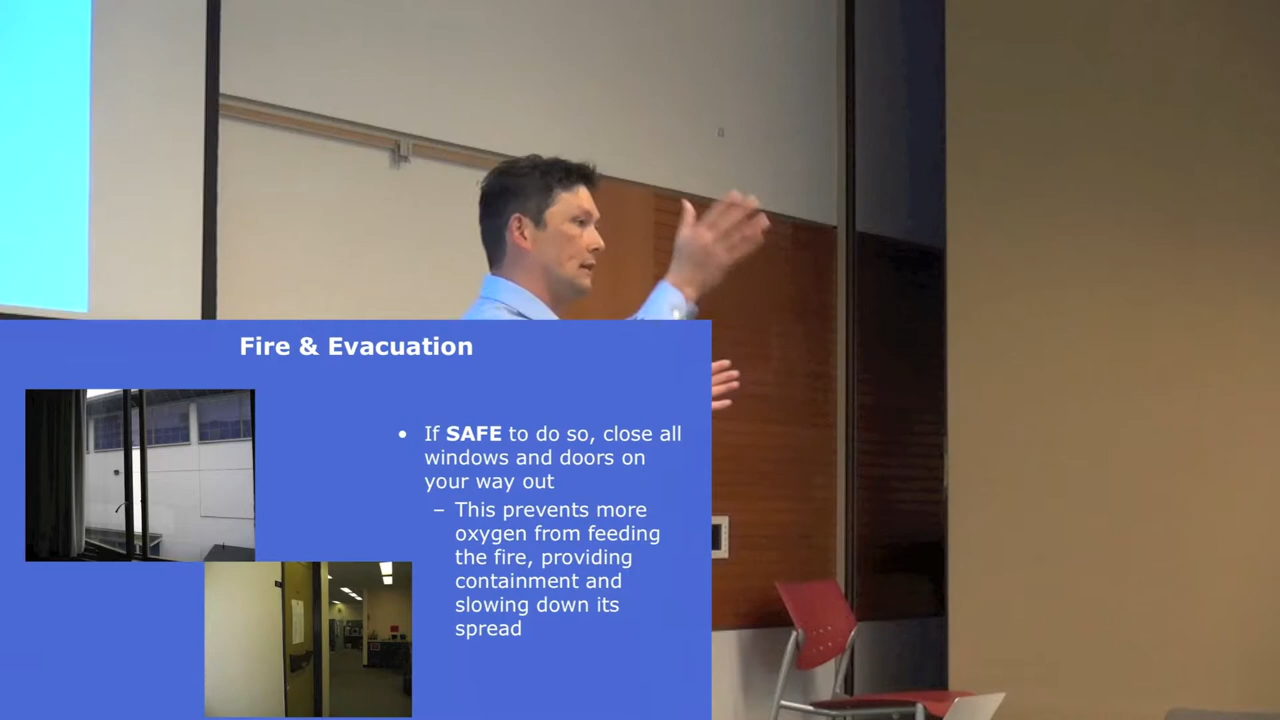 Fire & Evacuation
• If SAFE to do so, close all
windows and doors on
your way out
– This prevents more
oxygen from feeding
the fire, providing
containment and
slowing down its
spread